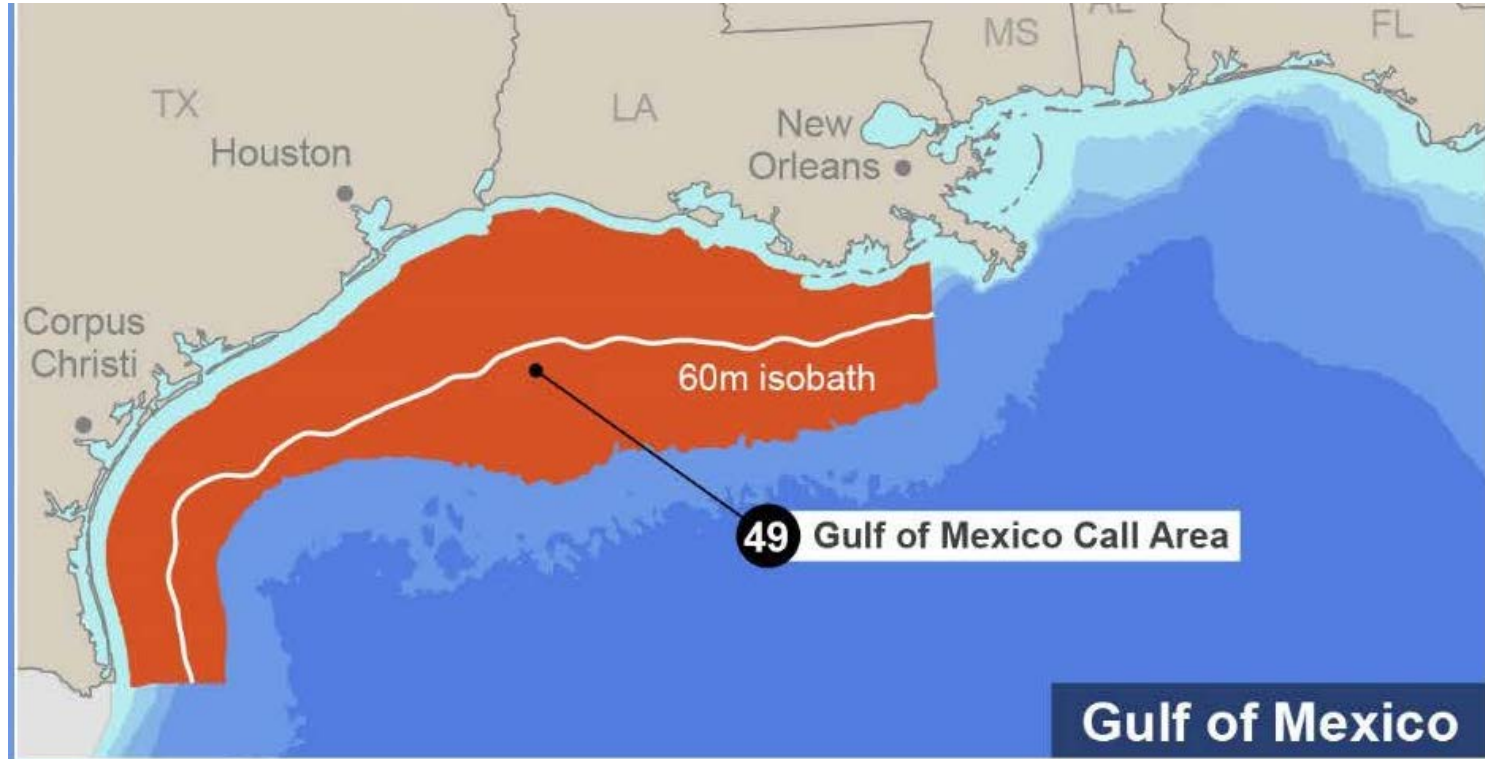 AL
MS
FL
TX
LA
New
Orleans
Houston
Corpus
Christi
60m isobath
49 Gulf of Mexico Call Area
Gulf of Mexico